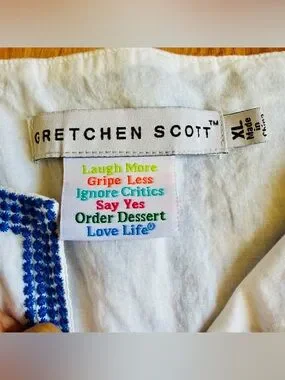 GRETCHEN SCOTT™
XL
Made
in
Laugh More
Gripe Less
Ignore Critics
Say Yes
Order Dessert
Love Life®